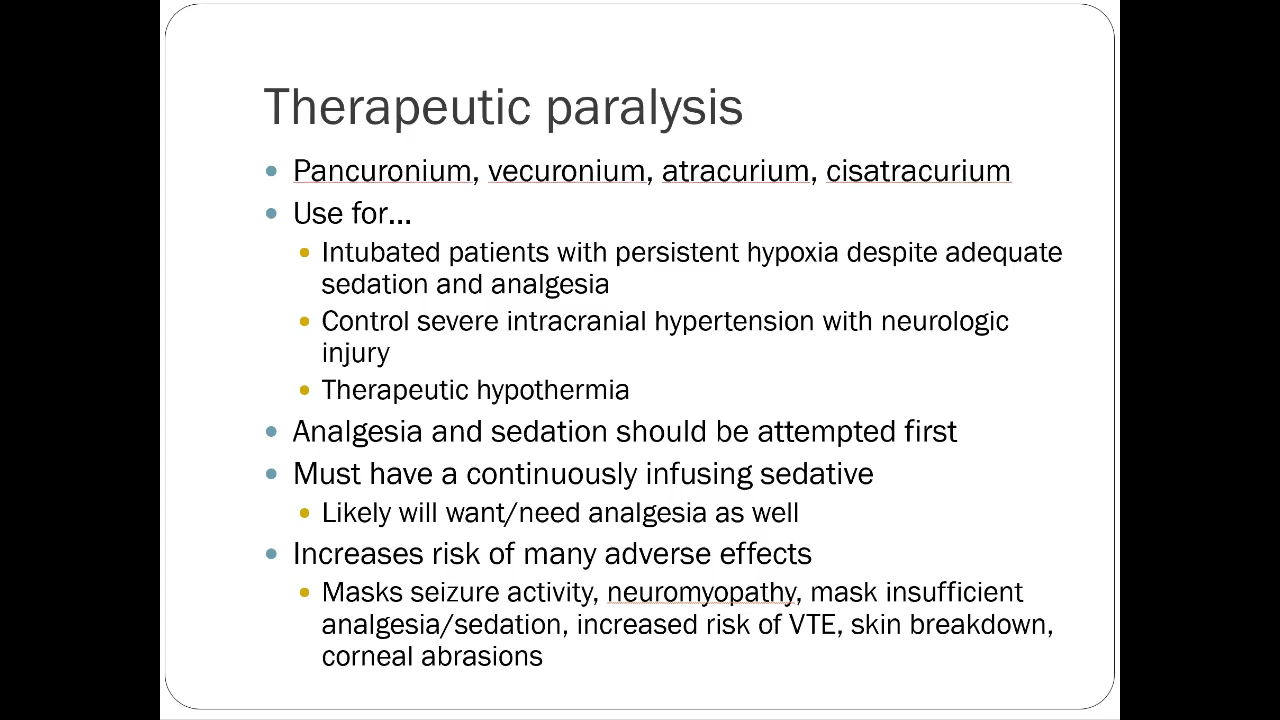 Therapeutic paralysis
• Pancuronium, vecuronium, atracurium, cisatracurium
• Use for...
• Intubated patients with persistent hypoxia despite adequate
sedation and analgesia
• Control severe intracranial hypertension with neurologic
injury
• Therapeutic hypothermia
• Analgesia and sedation should be attempted first
• Must have a continuously infusing sedative
• Likely will want/need analgesia as well
• Increases risk of many adverse effects
• Masks seizure activity, neuromyopathy, mask insufficient
analgesia/sedation, increased risk of VTE, skin breakdown,
corneal abrasions